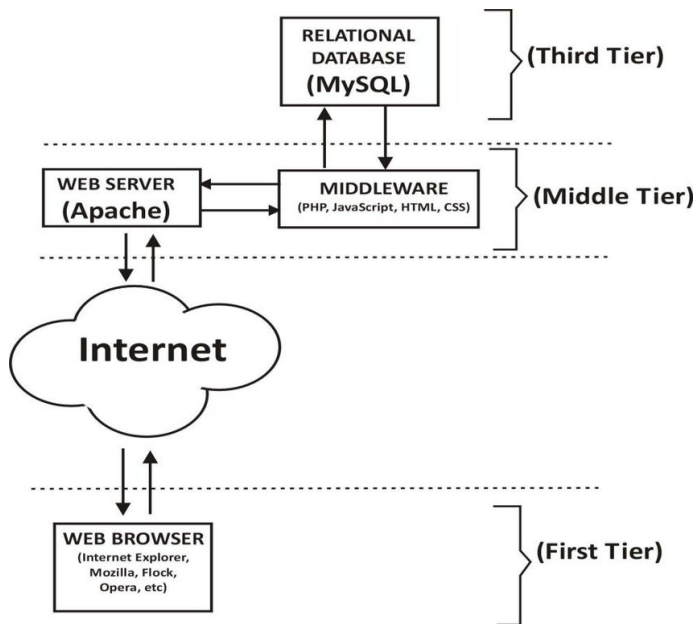 RELATIONAL
DATABASE
(MySQL)
(Third Tier)
WEB SERVER
(Apache)
MIDDLEWARE
(PHP, JavaScript, HTML, CSS)
(Middle Tier)
Internet
WEB BROWSER
(Internet Explorer,
Mozilla, Flock,
Opera, etc)
(First Tier)